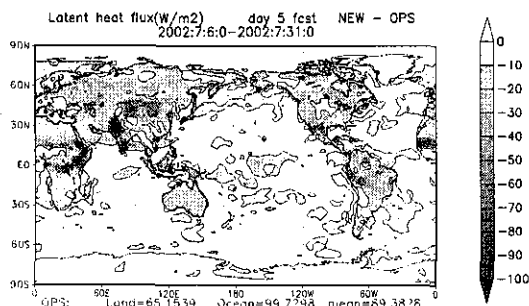 Latent heat flux(W/m2) day 5 fcst NEW - OPS
2002:7:6:0-2002:7:31:0
90N
60N
30N
EQ
30S
60S
90S
0 60E 120E 180 120W 60W 0
0
-10
-20
-30
-40
-50
-60
-70
-80
-90
-100
OPS: Land=65.1539 Ocean=99.7298 mean=89.3828